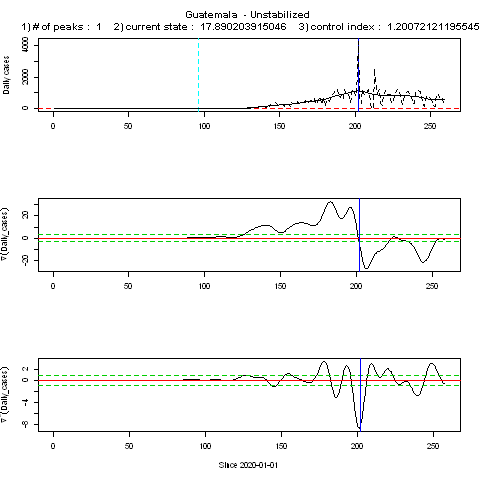 Guatemala - Unstabilized
1) # of peaks : 1 2) current state : 17.890203915046 3) control index : 1.20072121195545
Daily cases
0 2000 4000
0 50 100 150 200 250
∇(Daily_cases)
-20 0 20
0 50 100 150 200 250
∇²(Daily_cases)
-8 -4 0 2
0 50 100 150 200 250
Since 2020-01-01